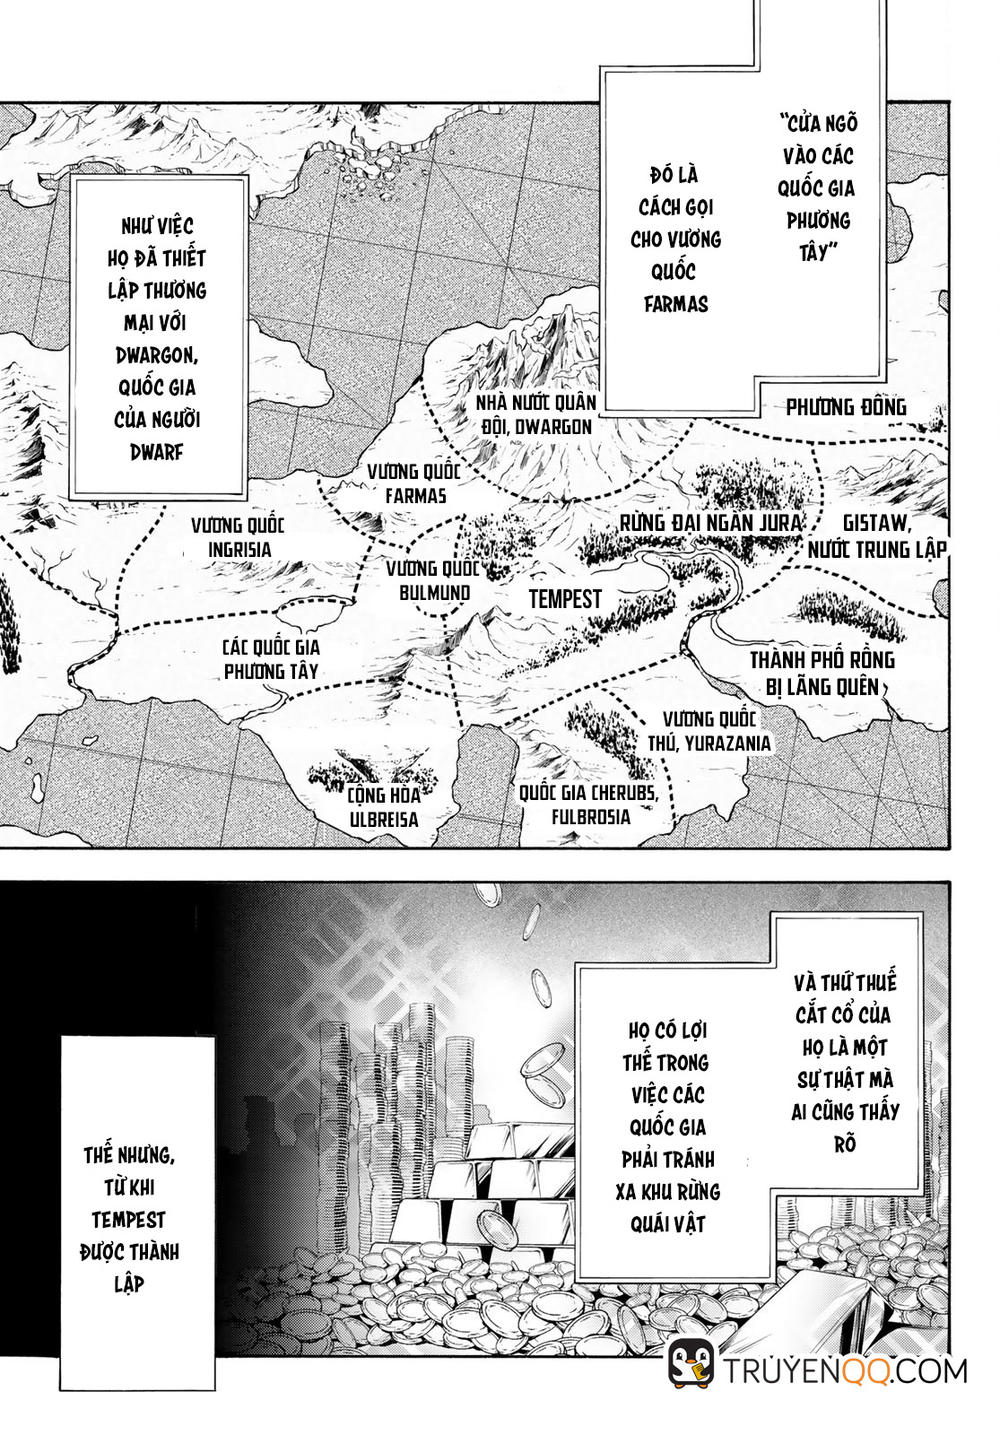 “CỬA NGÕ
VÀO CÁC
QUỐC GIA
PHƯƠNG
TÂY”
ĐÓ LÀ
CÁCH GỌI
CHO VƯƠNG
QUỐC
FARMAS
NHƯ VIỆC
HỌ ĐÃ THIẾT
LẬP THƯƠNG
MẠI VỚI
DWARGON,
QUỐC GIA
CỦA NGƯỜI
DWARF
NHÀ NƯỚC QUÂN
ĐỘI, DWARGON
PHƯƠNG ĐÔNG
VƯƠNG QUỐC
FARMAS
VƯƠNG QUỐC
INGRISIA
RỪNG ĐẠI NGÀN JURA
GISTAW,
NƯỚC TRUNG LẬP
VƯƠNG QUỐC
BULMUND
TEMPEST
CÁC QUỐC GIA
PHƯƠNG TÂY
THÀNH PHỐ RỒNG
BỊ LÃNG QUÊN
VƯƠNG QUỐC
THÚ, YURAZANIA
CỘNG HÒA
ULBREISA
QUỐC GIA CHERUBS,
FULBROSIA
VÀ THỨ THUẾ
CẮT CỔ CỦA
HỌ LÀ MỘT
SỰ THẬT MÀ
AI CŨNG THẤY
RÕ
HỌ CÓ LỢI
THẾ TRONG
VIỆC CÁC
QUỐC GIA
PHẢI TRÁNH
XA KHU RỪNG
QUÁI VẬT
THẾ NHƯNG,
TỪ KHI
TEMPEST
ĐƯỢC THÀNH
LẬP
TRUYENQQ.COM